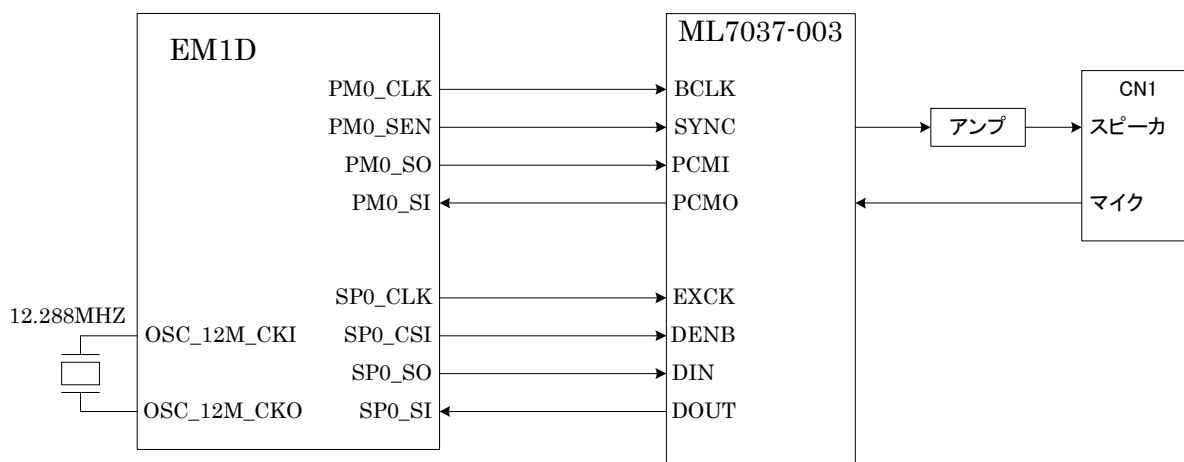 EM1D
PM0_CLK
PM0_SEN
PM0_SO
PM0_SI
SP0_CLK
12.288MHZ
OSC_12M_CKI
SP0_CSI
SP0_SO
OSC_12M_CKO
SP0_SI
ML7037-003
BCLK
SYNC
PCMI
PCMO
EXCK
DENB
DIN
DOUT
アンプ
CN1
スピーカ
マイク